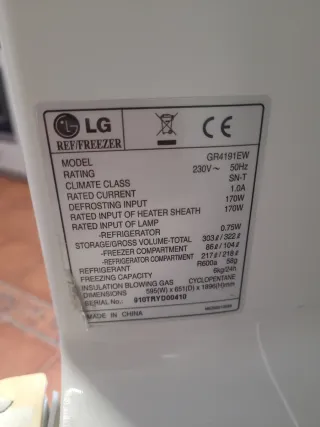 LG
REF/FREEZER
CE
MODEL GR4191EW
RATING 230V~ 50Hz
CLIMATE CLASS SN-T
RATED CURRENT 1.0A
DEFROSTING INPUT 170W
RATED INPUT OF HEATER SHEATH 170W
RATED INPUT OF LAMP
-REFRIGERATOR 0.75W
STORAGE/GROSS VOLUME-TOTAL 303ℓ / 322ℓ
-FREEZER COMPARTMENT 86ℓ / 104ℓ
-REFRIGERATOR COMPARTMENT 217ℓ / 218ℓ
REFRIGERANT R600a 58g
FREEZING CAPACITY 6kg/24h
INSULATION BLOWING GAS CYCLOPENTANE
DIMENSIONS 595(W) x 651(D) x 1896(H)mm
SERIAL No. 910TRYD00410
MADE IN CHINA